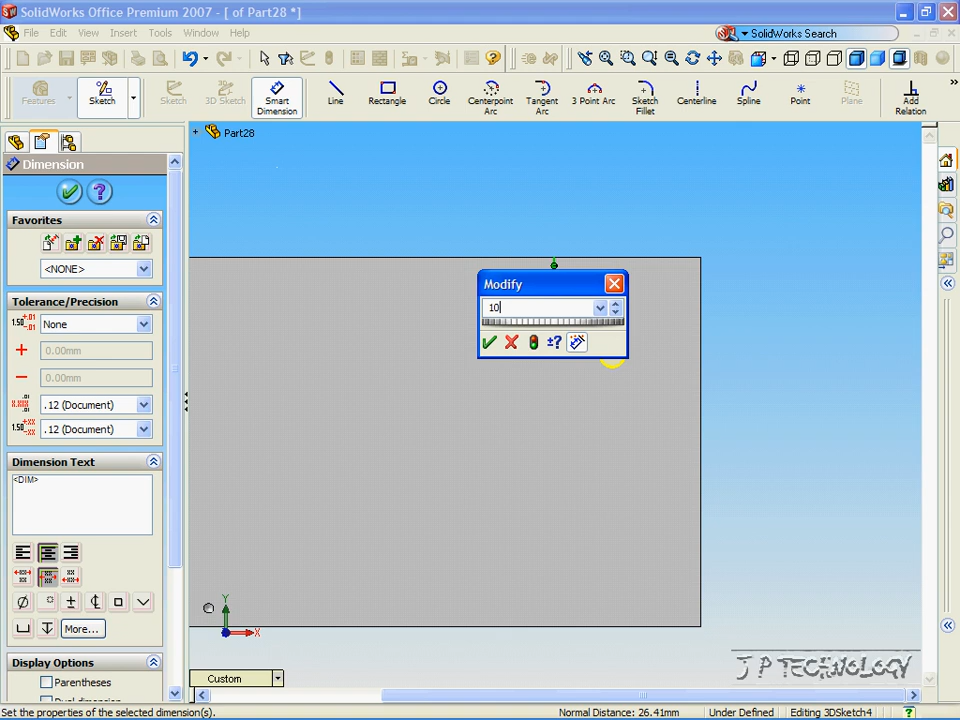 SolidWorks Office Premium 2007 - [ of Part28 *]
File Edit View Insert Tools Window Help
SolidWorks Search
Features Sketch Sketch 3D Sketch Smart Dimension Line Rectangle Circle Centerpoint Arc Tangent Arc 3 Point Arc Sketch Fillet Centerline Spline Point Plane Add Relation
Part28
Dimension
Favorites
<NONE>
Tolerance/Precision
None
0.00mm
0.00mm
.12 (Document)
.12 (Document)
Dimension Text
<DIM>
More...
Display Options
Parentheses
Dual dimension
Modify
10
Y
X
Custom
J P TECHNOLOGY
Set the properties of the selected dimension(s).
Normal Distance: 26.41mm Under Defined Editing 3DSketch4